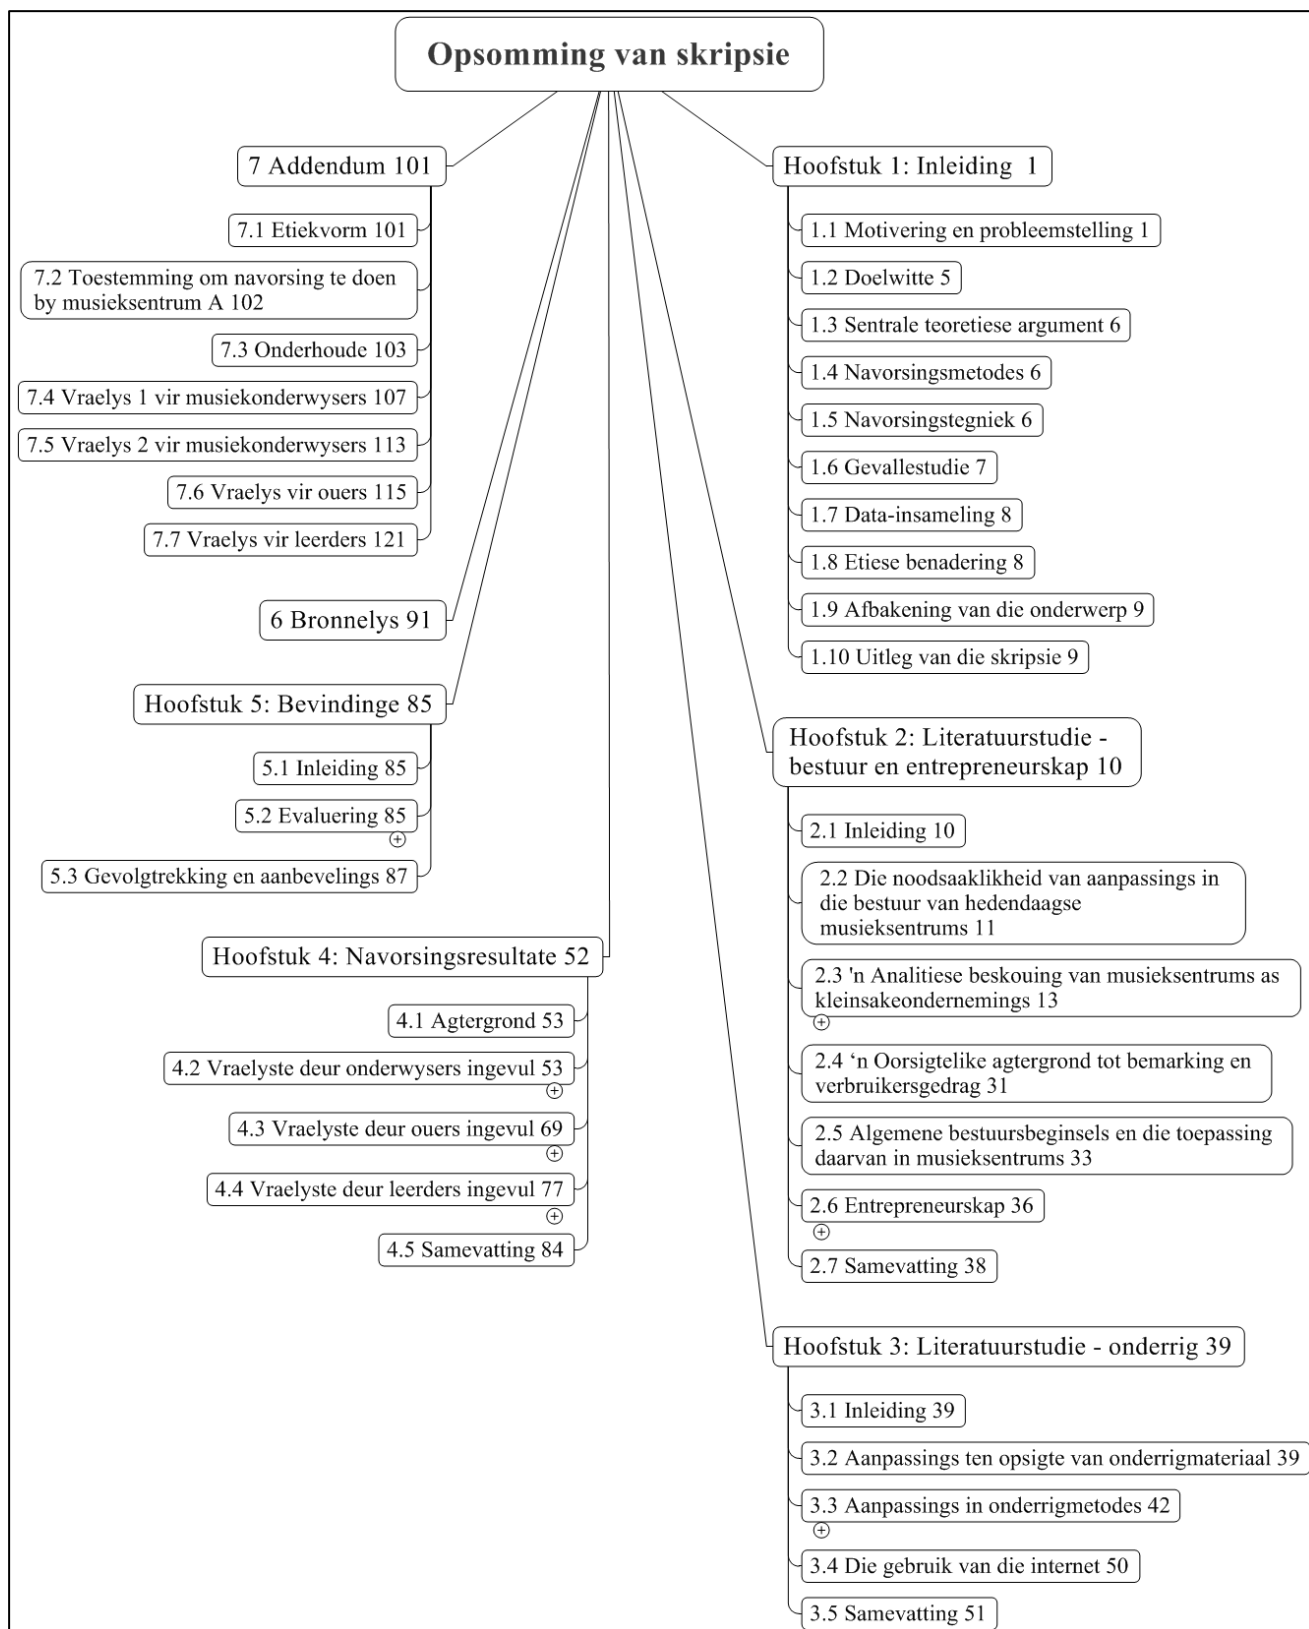 Opsomming van skripsie
Hoofstuk 1: Inleiding  1
1.1 Motivering en probleemstelling 1
1.2 Doelwitte 5
1.3 Sentrale teoretiese argument 6
1.4 Navorsingsmetodes 6
1.5 Navorsingstegniek 6
1.6 Gevallestudie 7
1.7 Data-insameling 8
1.8 Etiese benadering 8
1.9 Afbakening van die onderwerp 9
1.10 Uitleg van die skripsie 9
Hoofstuk 2: Literatuurstudie -
bestuur en entrepreneurskap 10
2.1 Inleiding 10
2.2 Die noodsaaklikheid van aanpassings in
die bestuur van hedendaagse
musieksentrums 11
2.3 'n Analitiese beskouing van musieksentrums as
kleinsakeondernemings 13
2.4 ‘n Oorsigtelike agtergrond tot bemarking en
verbruikersgedrag 31
2.5 Algemene bestuursbeginsels en die toepassing
daarvan in musieksentrums 33
2.6 Entrepreneurskap 36
2.7 Samevatting 38
Hoofstuk 3: Literatuurstudie - onderrig 39
3.1 Inleiding 39
3.2 Aanpassings ten opsigte van onderrigmateriaal 39
3.3 Aanpassings in onderrigmetodes 42
3.4 Die gebruik van die internet 50
3.5 Samevatting 51
Hoofstuk 4: Navorsingsresultate 52
4.1 Agtergrond 53
4.2 Vraelyste deur onderwysers ingevul 53
4.3 Vraelyste deur ouers ingevul 69
4.4 Vraelyste deur leerders ingevul 77
4.5 Samevatting 84
Hoofstuk 5: Bevindinge 85
5.1 Inleiding 85
5.2 Evaluering 85
5.3 Gevolgtrekking en aanbevelings 87
6 Bronnelys 91
7 Addendum 101
7.1 Etiekvorm 101
7.2 Toestemming om navorsing te doen
by musieksentrum A 102
7.3 Onderhoude 103
7.4 Vraelys 1 vir musiekonderwysers 107
7.5 Vraelys 2 vir musiekonderwysers 113
7.6 Vraelys vir ouers 115
7.7 Vraelys vir leerders 121